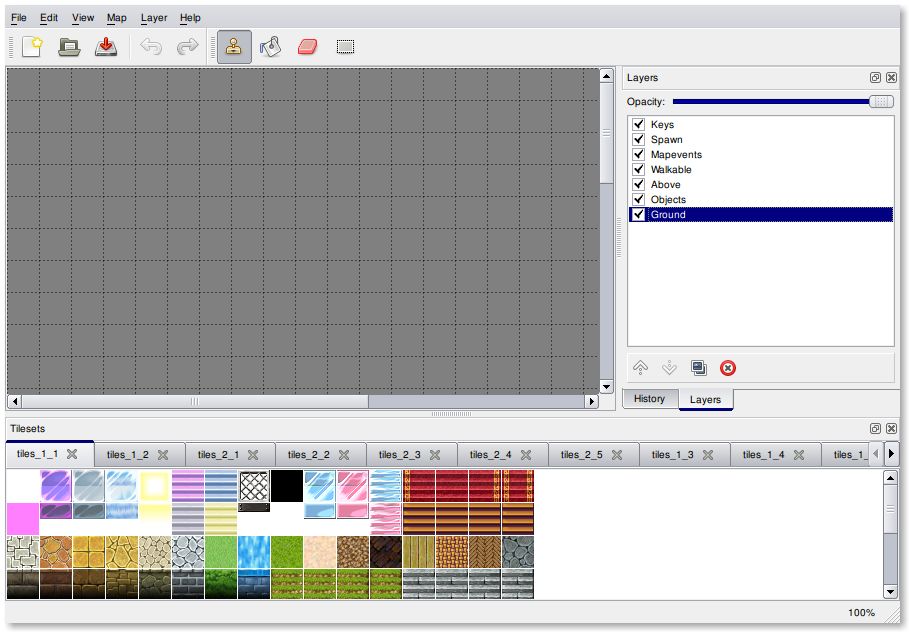 File Edit View Map Layer Help
Layers
Opacity:
Keys
Spawn
Mapevents
Walkable
Above
Objects
Ground
History Layers
Tilesets
tiles_1_1 tiles_1_2 tiles_2_1 tiles_2_2 tiles_2_3 tiles_2_4 tiles_2_5 tiles_1_3 tiles_1_4 tiles_1_
100%